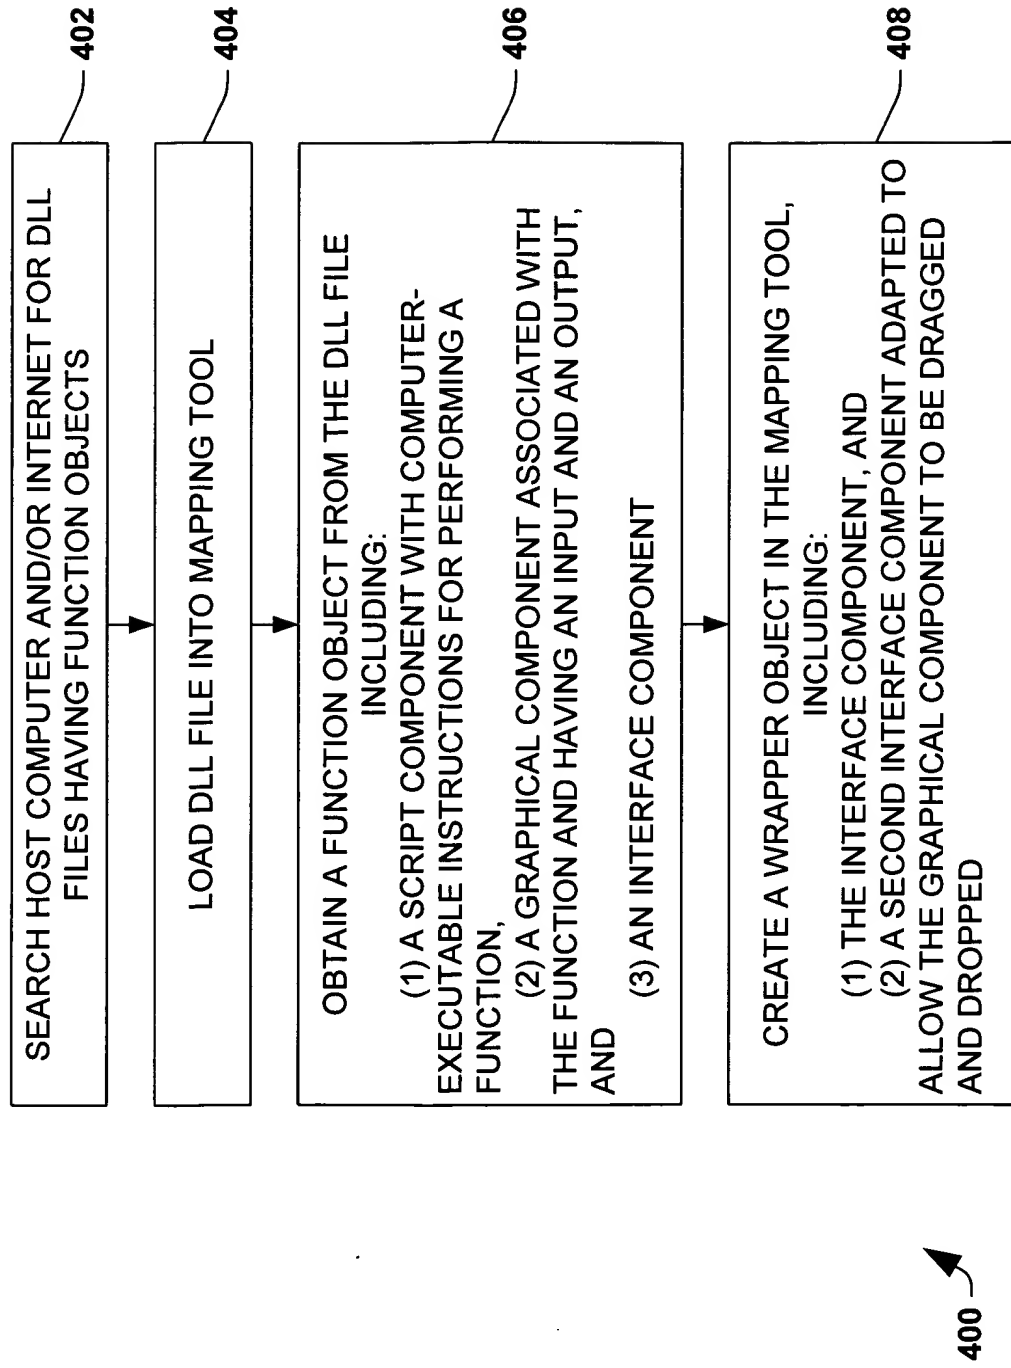 SEARCH HOST COMPUTER AND/OR INTERNET FOR DLL
FILES HAVING FUNCTION OBJECTS
402
LOAD DLL FILE INTO MAPPING TOOL
404
OBTAIN A FUNCTION OBJECT FROM THE DLL FILE
INCLUDING:
(1) A SCRIPT COMPONENT WITH COMPUTER-
EXECUTABLE INSTRUCTIONS FOR PERFORMING A
FUNCTION,
(2) A GRAPHICAL COMPONENT ASSOCIATED WITH
THE FUNCTION AND HAVING AN INPUT AND AN OUTPUT,
AND
(3) AN INTERFACE COMPONENT
406
CREATE A WRAPPER OBJECT IN THE MAPPING TOOL,
INCLUDING:
(1) THE INTERFACE COMPONENT, AND
(2) A SECOND INTERFACE COMPONENT ADAPTED TO
ALLOW THE GRAPHICAL COMPONENT TO BE DRAGGED
AND DROPPED
408
400